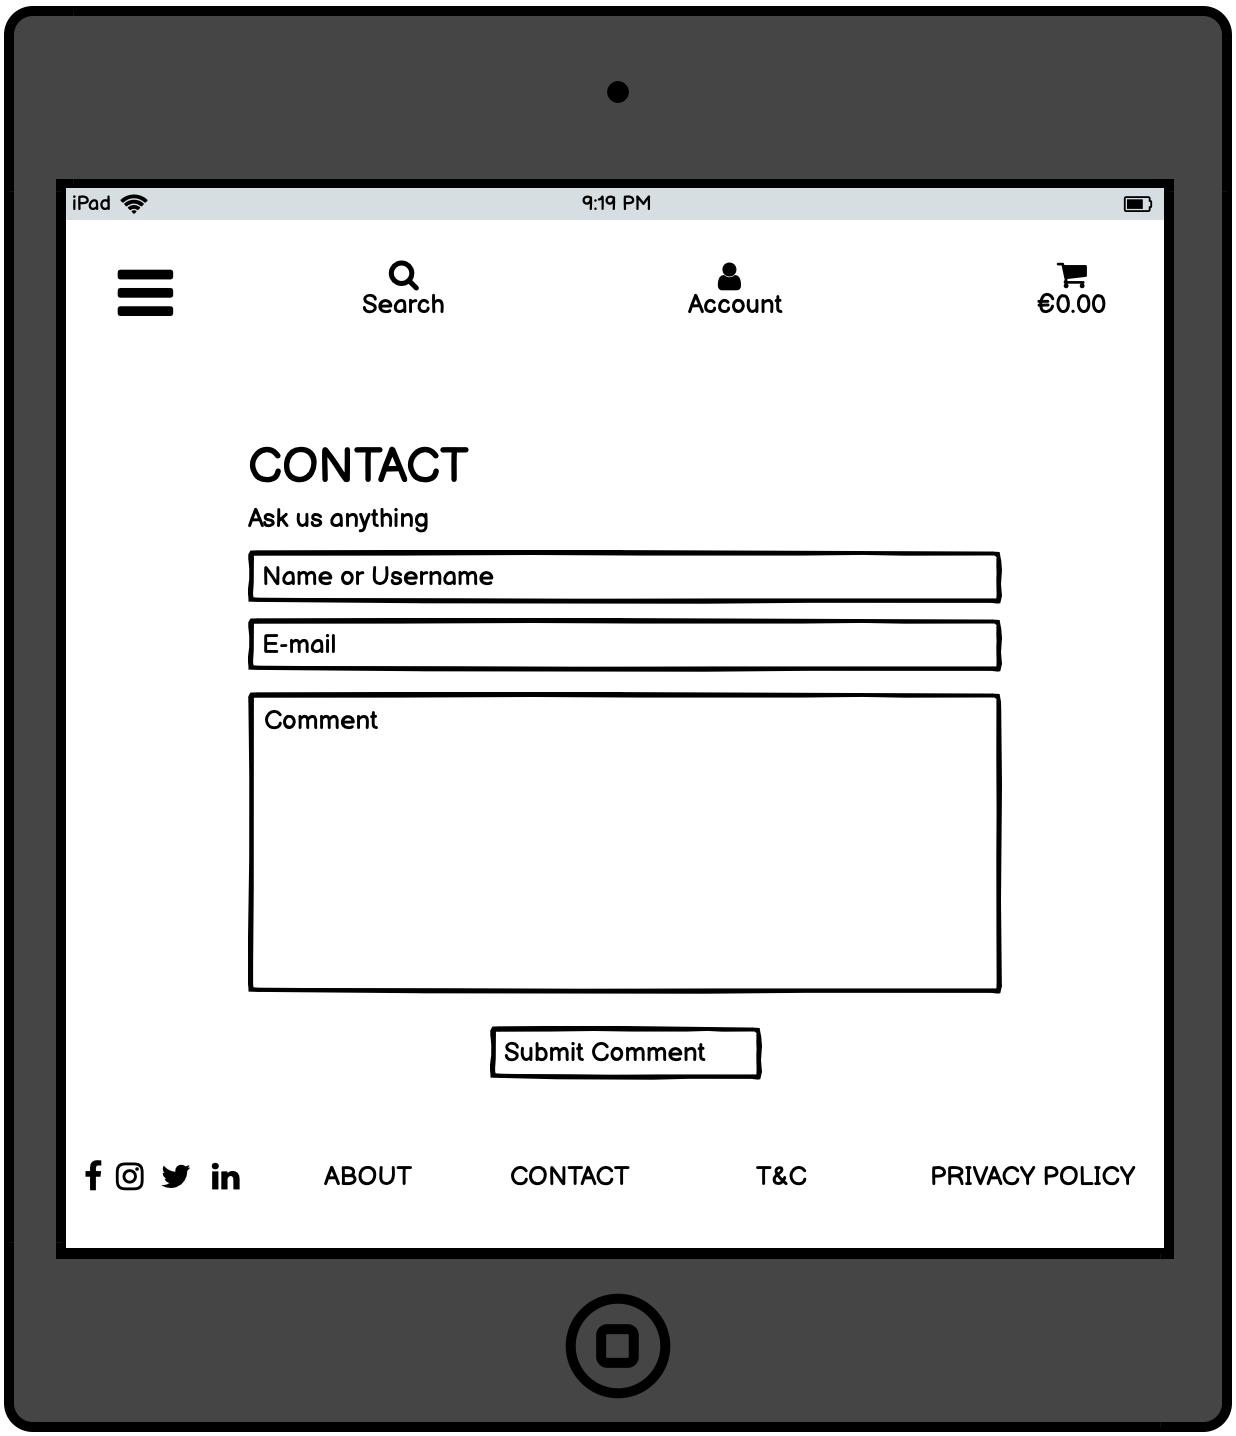 iPad 9:19 PM
Search Account €0.00
CONTACT
Ask us anything
Name or Username
E-mail
Comment
Submit Comment
ABOUT CONTACT T&C PRIVACY POLICY